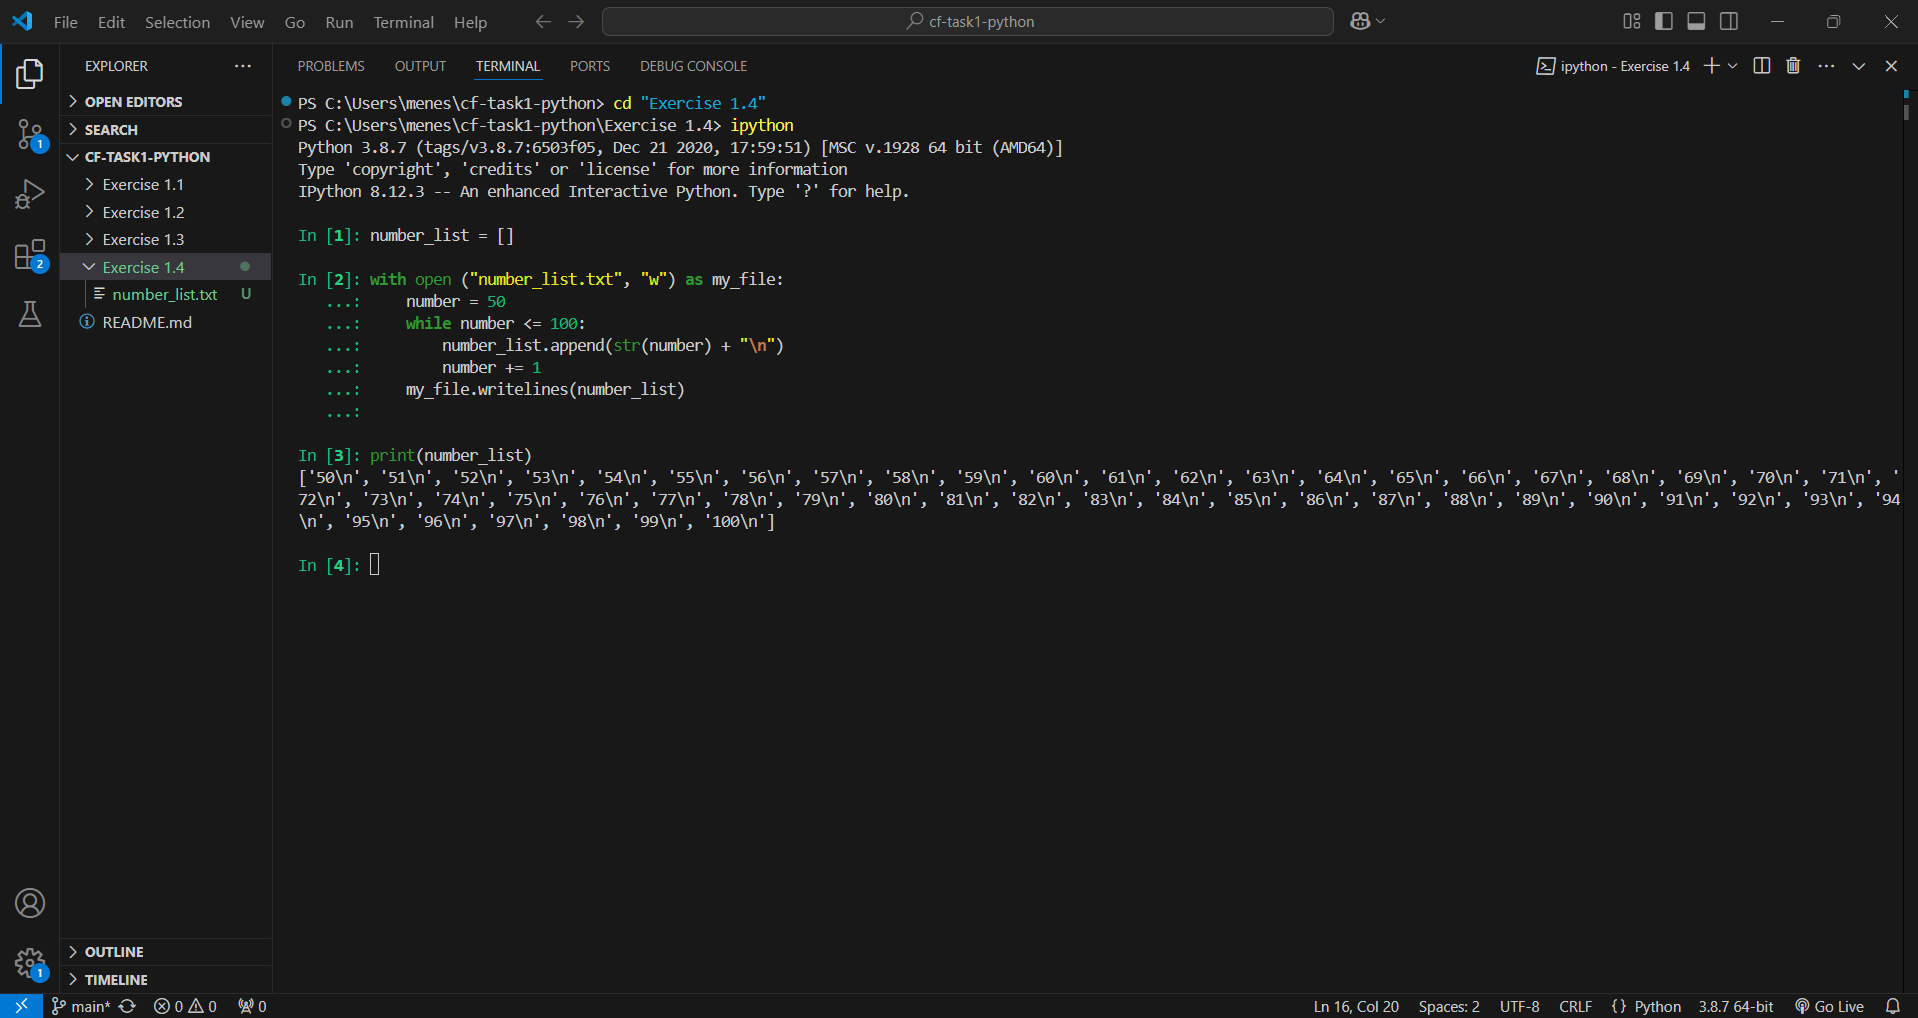 File Edit Selection View Go Run Terminal Help
cf-task1-python
EXPLORER
OPEN EDITORS
SEARCH
CF-TASK1-PYTHON
Exercise 1.1
Exercise 1.2
Exercise 1.3
Exercise 1.4
number_list.txt U
README.md
OUTLINE
TIMELINE
1
2
1
PROBLEMS OUTPUT TERMINAL PORTS DEBUG CONSOLE
ipython - Exercise 1.4
PS C:\Users\menes\cf-task1-python> cd "Exercise 1.4"
PS C:\Users\menes\cf-task1-python\Exercise 1.4> ipython
Python 3.8.7 (tags/v3.8.7:6503f05, Dec 21 2020, 17:59:51) [MSC v.1928 64 bit (AMD64)]
Type 'copyright', 'credits' or 'license' for more information
IPython 8.12.3 -- An enhanced Interactive Python. Type '?' for help.
In [1]: number_list = []
In [2]: with open ("number_list.txt", "w") as my_file:
...:     number = 50
...:     while number <= 100:
...:         number_list.append(str(number) + "\n")
...:         number += 1
...:     my_file.writelines(number_list)
...:
In [3]: print(number_list)
['50\n', '51\n', '52\n', '53\n', '54\n', '55\n', '56\n', '57\n', '58\n', '59\n', '60\n', '61\n', '62\n', '63\n', '64\n', '65\n', '66\n', '67\n', '68\n', '69\n', '70\n', '71\n', '
72\n', '73\n', '74\n', '75\n', '76\n', '77\n', '78\n', '79\n', '80\n', '81\n', '82\n', '83\n', '84\n', '85\n', '86\n', '87\n', '88\n', '89\n', '90\n', '91\n', '92\n', '93\n', '94
\n', '95\n', '96\n', '97\n', '98\n', '99\n', '100\n']
In [4]:
main* 0 0 0
Ln 16, Col 20 Spaces: 2 UTF-8 CRLF {} Python 3.8.7 64-bit Go Live